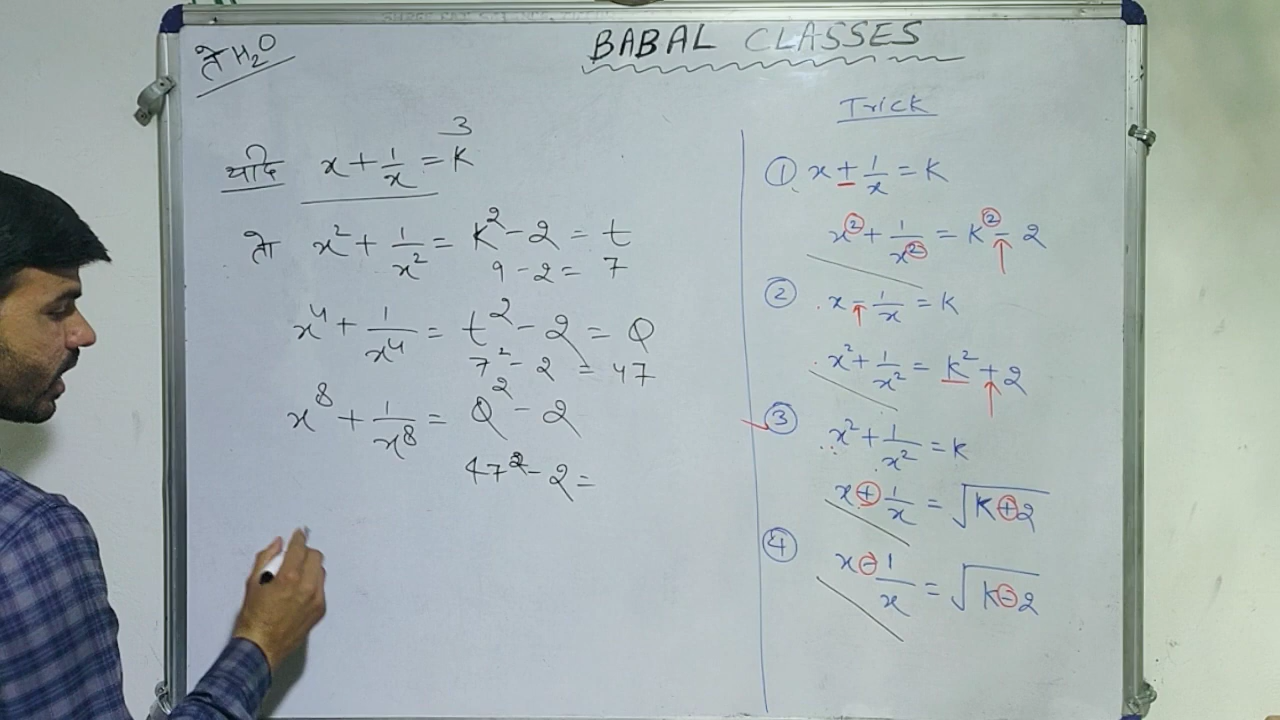 BABAL CLASSES
यदि x + 1/x = K
3
तो x² + 1/x² = K² - 2 = t
9 - 2 = 7
x⁴ + 1/x⁴ = t² - 2 = Q
7² - 2 = 47
x⁸ + 1/x⁸ = Q² - 2
47² - 2 =
Trick
① x + 1/x = K
x² + 1/x² = K² - 2
② x - 1/x = K
x² + 1/x² = K² + 2
③ x² + 1/x² = K
x + 1/x = √K + 2
④ x - 1/x = √K - 2